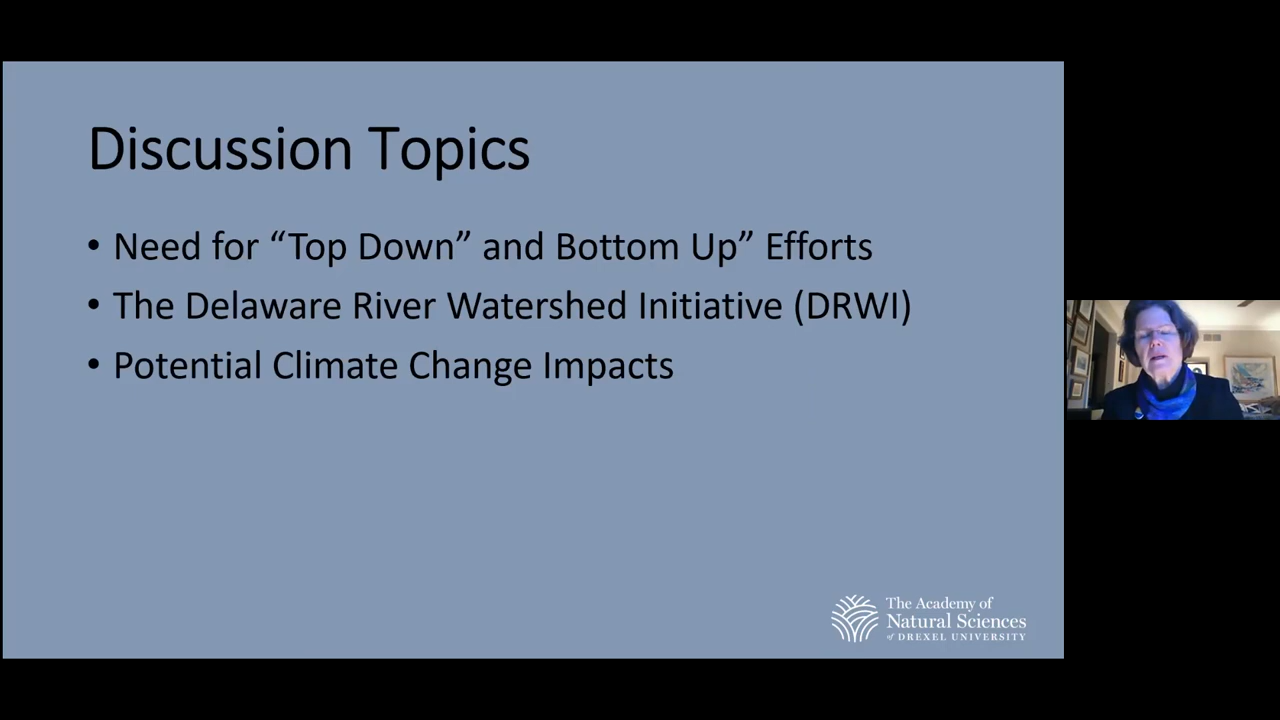 Discussion Topics
• Need for “Top Down” and Bottom Up” Efforts
• The Delaware River Watershed Initiative (DRWI)
• Potential Climate Change Impacts
The Academy of
Natural Sciences
of DREXEL UNIVERSITY